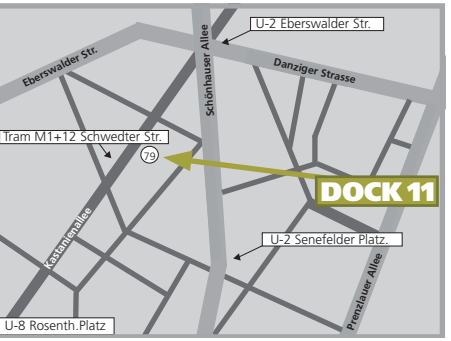 U-2 Eberswalder Str.
Eberswalder Str.
Schönhauser Allee
Danziger Strasse
Tram M1+12 Schwedter Str.
79
DOCK 11
Kastanienallee
U-2 Senefelder Platz.
Prenzlauer Allee
U-8 Rosenth.Platz